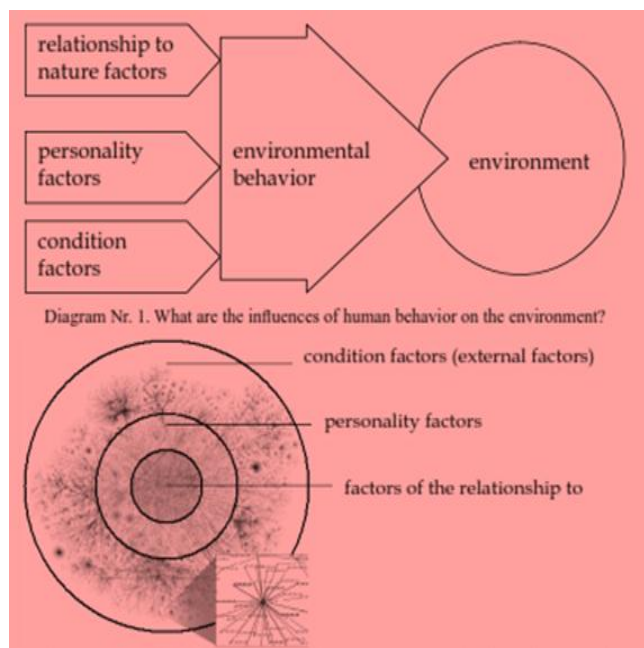 relationship to
nature factors
personality
factors
condition
factors
environmental
behavior
environment
Diagram Nr. 1. What are the influences of human behavior on the environment?
condition factors (external factors)
personality factors
factors of the relationship to